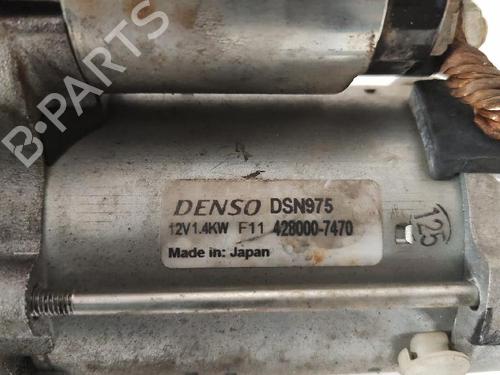 B-PARTS
DENSO DSN975
12V1.4KW F11 428000-7470
Made in: Japan
125